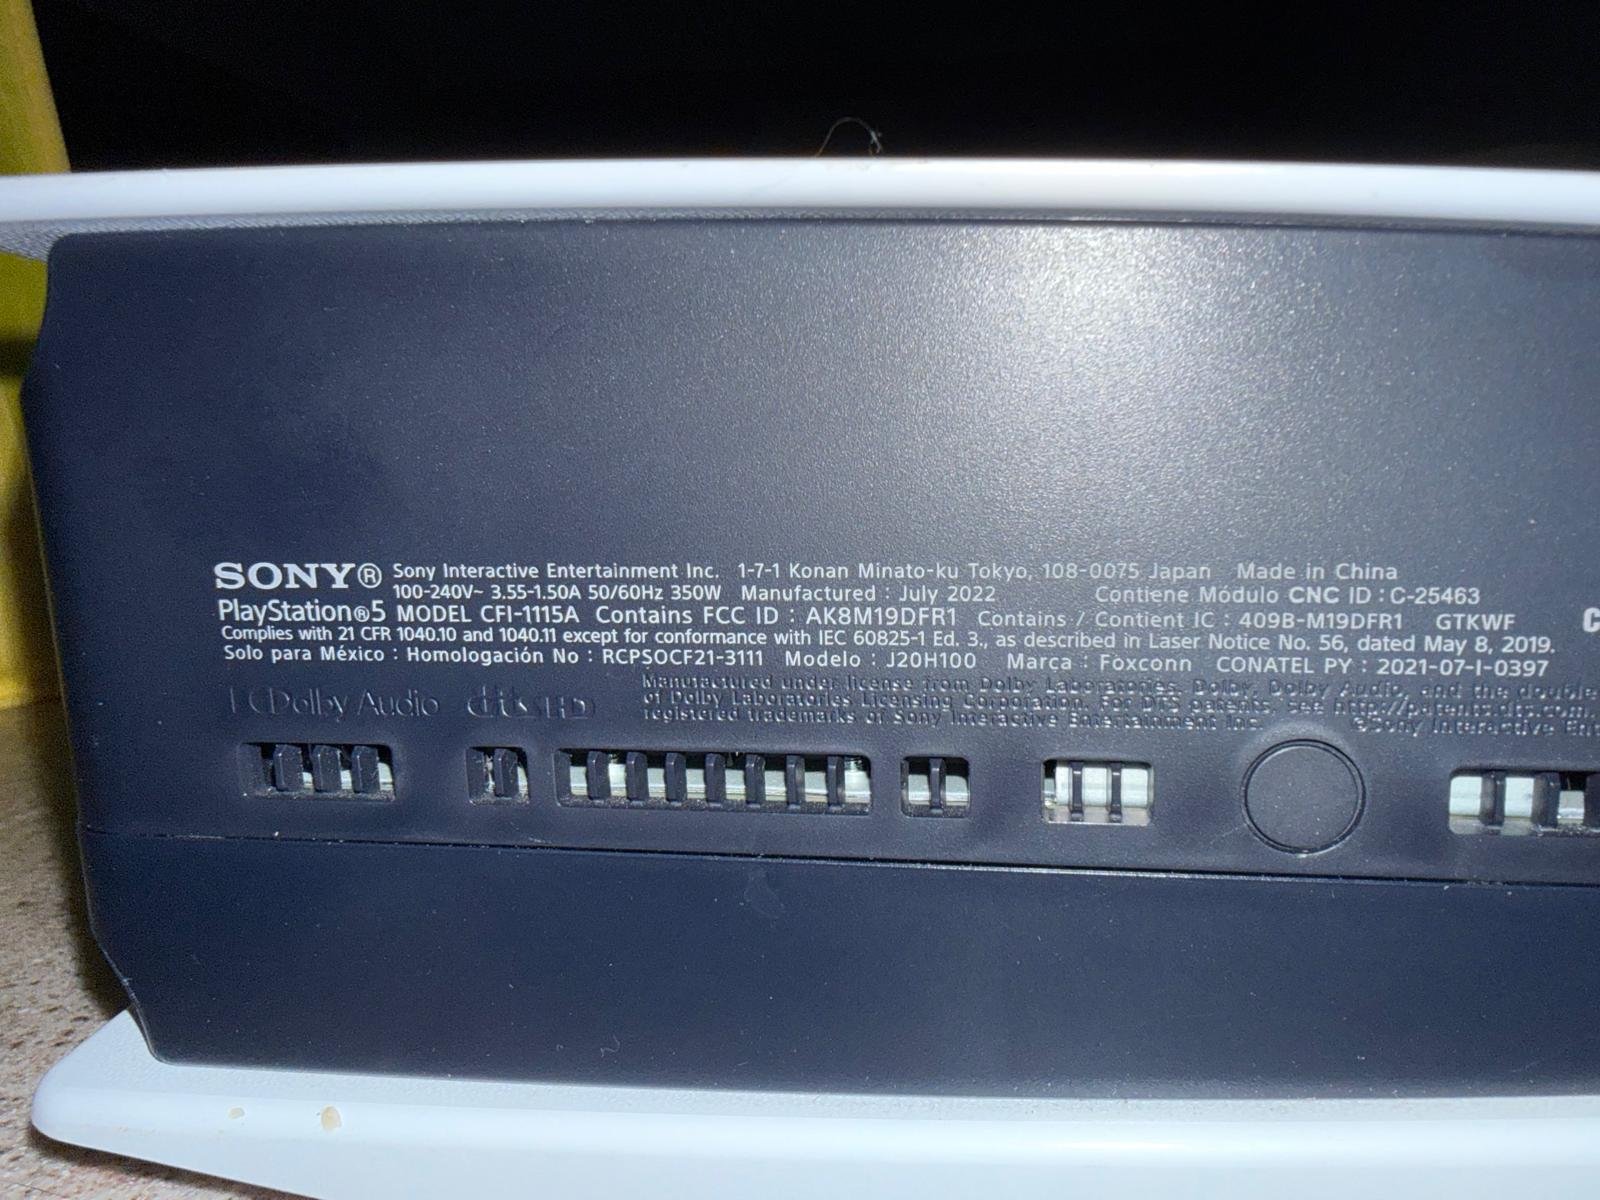 SONY® Sony Interactive Entertainment Inc. 1-7-1 Konan Minato-ku Tokyo, 108-0075 Japan Made in China
100-240V~ 3.55-1.50A 50/60Hz 350W Manufactured : July 2022 Contiene Módulo CNC ID : C-25463
PlayStation®5 MODEL CFI-1115A Contains FCC ID : AK8M19DFR1 Contains / Contient IC : 409B-M19DFR1 GTKWF
Complies with 21 CFR 1040.10 and 1040.11 except for conformance with IEC 60825-1 Ed. 3., as described in Laser Notice No. 56, dated May 8, 2019.
Solo para México : Homologación No : RCPSOCF21-3111 Modelo : J20H100 Marca : Foxconn CONATEL PY : 2021-07-I-0397
Dolby Audio dts HD
Manufactured under license from Dolby Laboratories. Dolby, Dolby Audio, and the double
of Dolby Laboratories Licensing Corporation. For DTS patents, see http://patents.dts.com.
registered trademarks of Sony Interactive Entertainment Inc. ©Sony Interactive